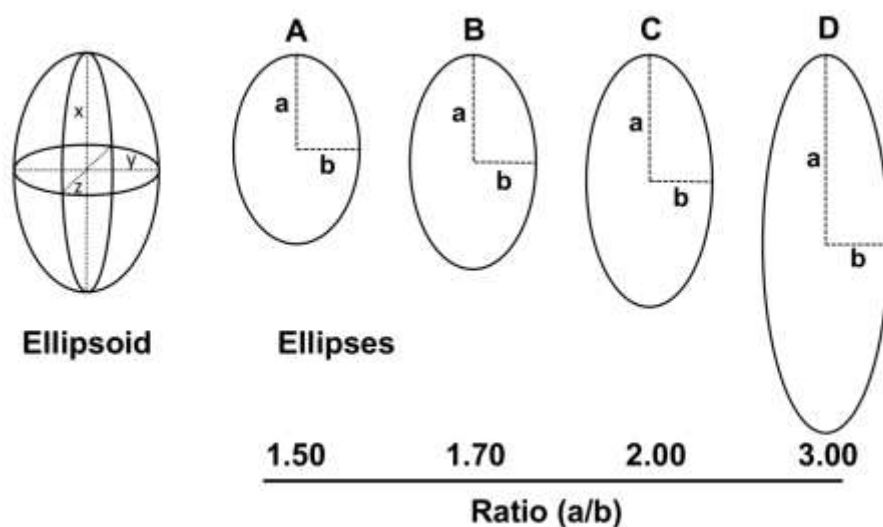 A B C D
x
y
z
a
b
a
b
a
b
a
b
Ellipsoid
Ellipses
1.50 1.70 2.00 3.00
Ratio (a/b)